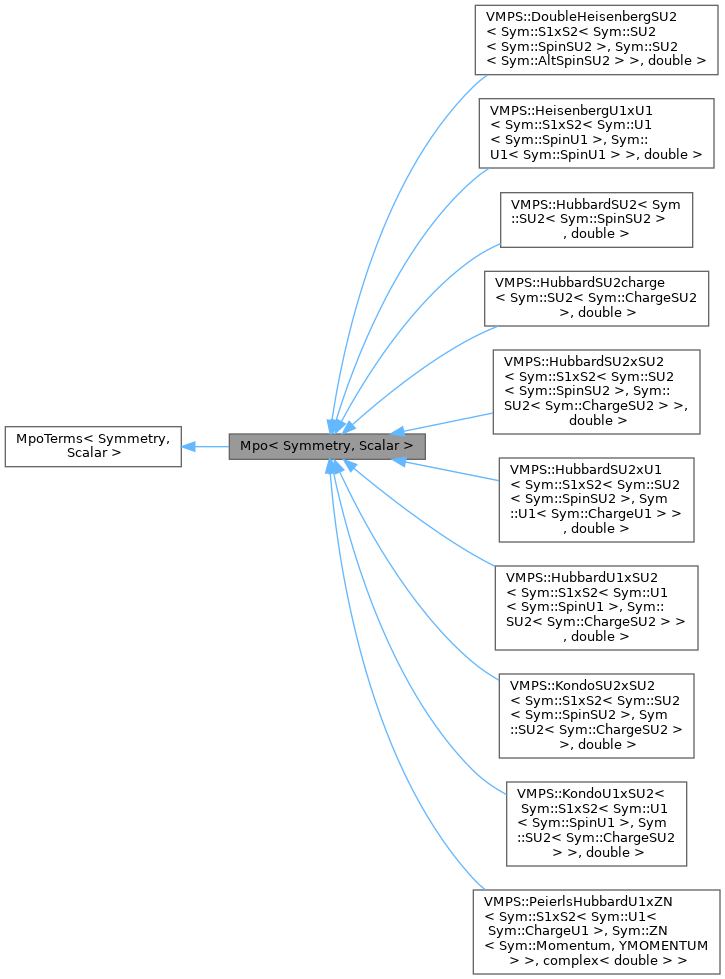 VMPS::DoubleHeisenbergSU2
< Sym::S1xS2< Sym::SU2
< Sym::SpinSU2 >, Sym::SU2
< Sym::AltSpinSU2 > >, double >
VMPS::HeisenbergU1xU1
< Sym::S1xS2< Sym::U1
< Sym::SpinU1 >, Sym::
U1< Sym::SpinU1 > >, double >
VMPS::HubbardSU2< Sym
::SU2< Sym::SpinSU2 >
, double >
VMPS::HubbardSU2charge
< Sym::SU2< Sym::ChargeSU2
>, double >
VMPS::HubbardSU2xSU2
< Sym::S1xS2< Sym::SU2
< Sym::SpinSU2 >, Sym::
SU2< Sym::ChargeSU2 > >,
double >
MpoTerms< Symmetry,
Scalar >
Mpo< Symmetry, Scalar >
VMPS::HubbardSU2xU1
< Sym::S1xS2< Sym::SU2
< Sym::SpinSU2 >, Sym
::U1< Sym::ChargeU1 > >
, double >
VMPS::HubbardU1xSU2
< Sym::S1xS2< Sym::U1
< Sym::SpinU1 >, Sym::
SU2< Sym::ChargeSU2 > >
, double >
VMPS::KondoSU2xSU2
< Sym::S1xS2< Sym::SU2
< Sym::SpinSU2 >, Sym
::SU2< Sym::ChargeSU2 >
>, double >
VMPS::KondoU1xSU2<
Sym::S1xS2< Sym::U1
< Sym::SpinU1 >, Sym
::SU2< Sym::ChargeSU2
> >, double >
VMPS::PeierlsHubbardU1xZN
< Sym::S1xS2< Sym::U1<
Sym::ChargeU1 >, Sym::ZN
< Sym::Momentum, YMOMENTUM
> >, complex< double > >